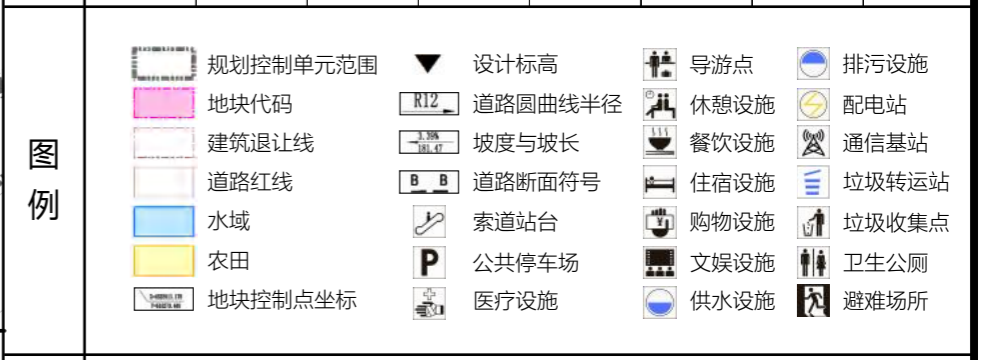 图例
规划控制单元范围 设计标高 导游点 排污设施
地块代码 R12 道路圆曲线半径 休憩设施 配电站
建筑退让线 3.39% 181.47 坡度与坡长 餐饮设施 通信基站
道路红线 B B 道路断面符号 住宿设施 垃圾转运站
水域 索道站台 ¥ 购物设施 垃圾收集点
农田 P 公共停车场 文娱设施 卫生公厕
地块控制点坐标 医疗设施 供水设施 避难场所